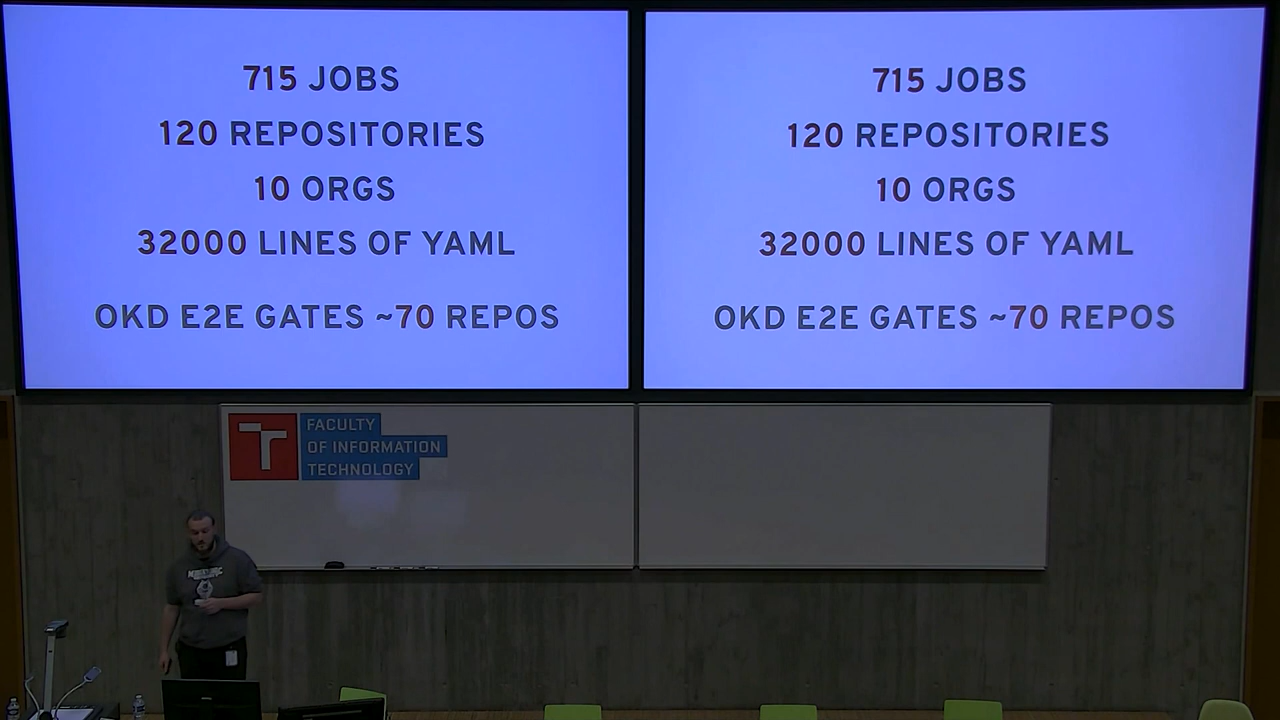 715 JOBS
120 REPOSITORIES
10 ORGS
32000 LINES OF YAML
OKD E2E GATES ~70 REPOS
715 JOBS
120 REPOSITORIES
10 ORGS
32000 LINES OF YAML
OKD E2E GATES ~70 REPOS
FACULTY
OF INFORMATION
TECHNOLOGY